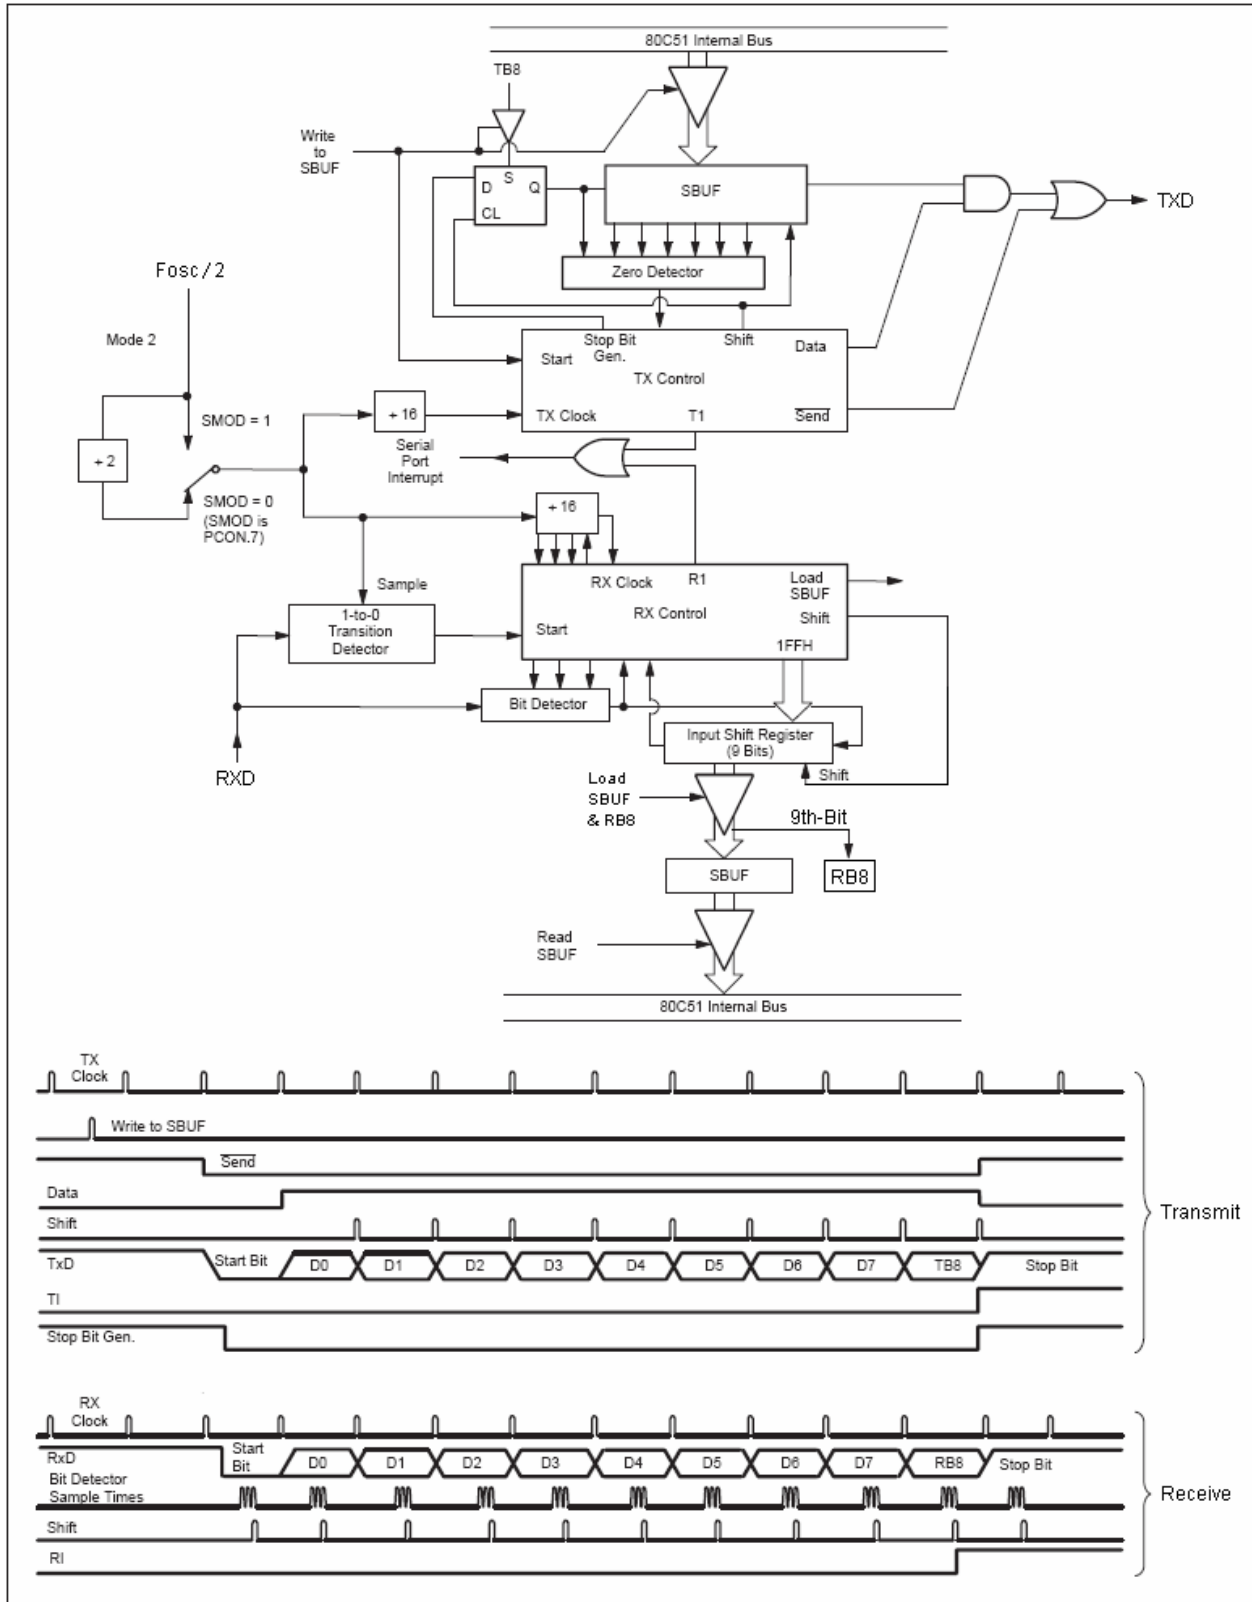 80C51 Internal Bus
TB8
Write
to
SBUF
S
D
Q
CL
SBUF
TXD
Zero Detector
Fosc/2
Mode 2
Stop Bit
Gen.
Shift
Data
Start
TX Control
TX Clock
T1
Send
SMOD = 1
÷ 16
÷ 2
Serial
Port
Interrupt
SMOD = 0
(SMOD is
PCON.7)
÷ 16
Sample
RX Clock
R1
Load
SBUF
RX Control
Shift
Start
1FFH
1-to-0
Transition
Detector
Bit Detector
Input Shift Register
(9 Bits)
RXD
Shift
Load
SBUF
& RB8
9th-Bit
SBUF
RB8
Read
SBUF
80C51 Internal Bus
TX
Clock
Write to SBUF
Send
Data
Shift
Transmit
TxD
Start Bit
D0
D1
D2
D3
D4
D5
D6
D7
TB8
Stop Bit
TI
Stop Bit Gen.
RX
Clock
RxD
Start
Bit
D0
D1
D2
D3
D4
D5
D6
D7
RB8
Stop Bit
Bit Detector
Sample Times
Receive
Shift
RI